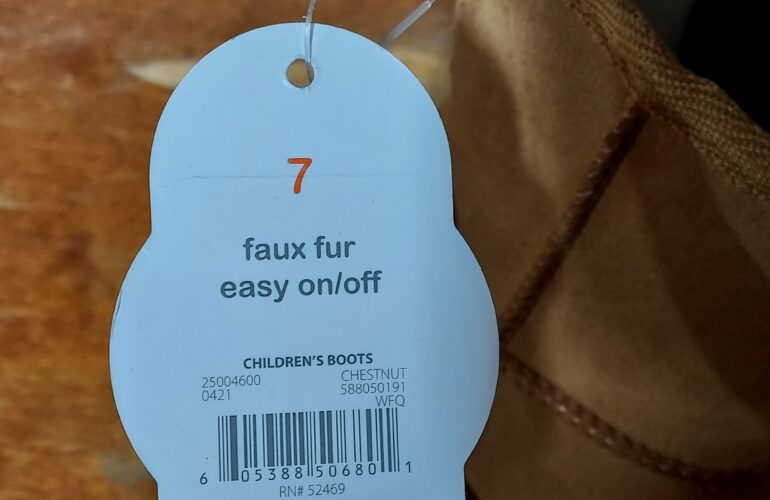 7
faux fur
easy on/off
CHILDREN'S BOOTS
25004600 CHESTNUT
0421 588050191
WFQ
6 05388 50680 1
RN# 52469